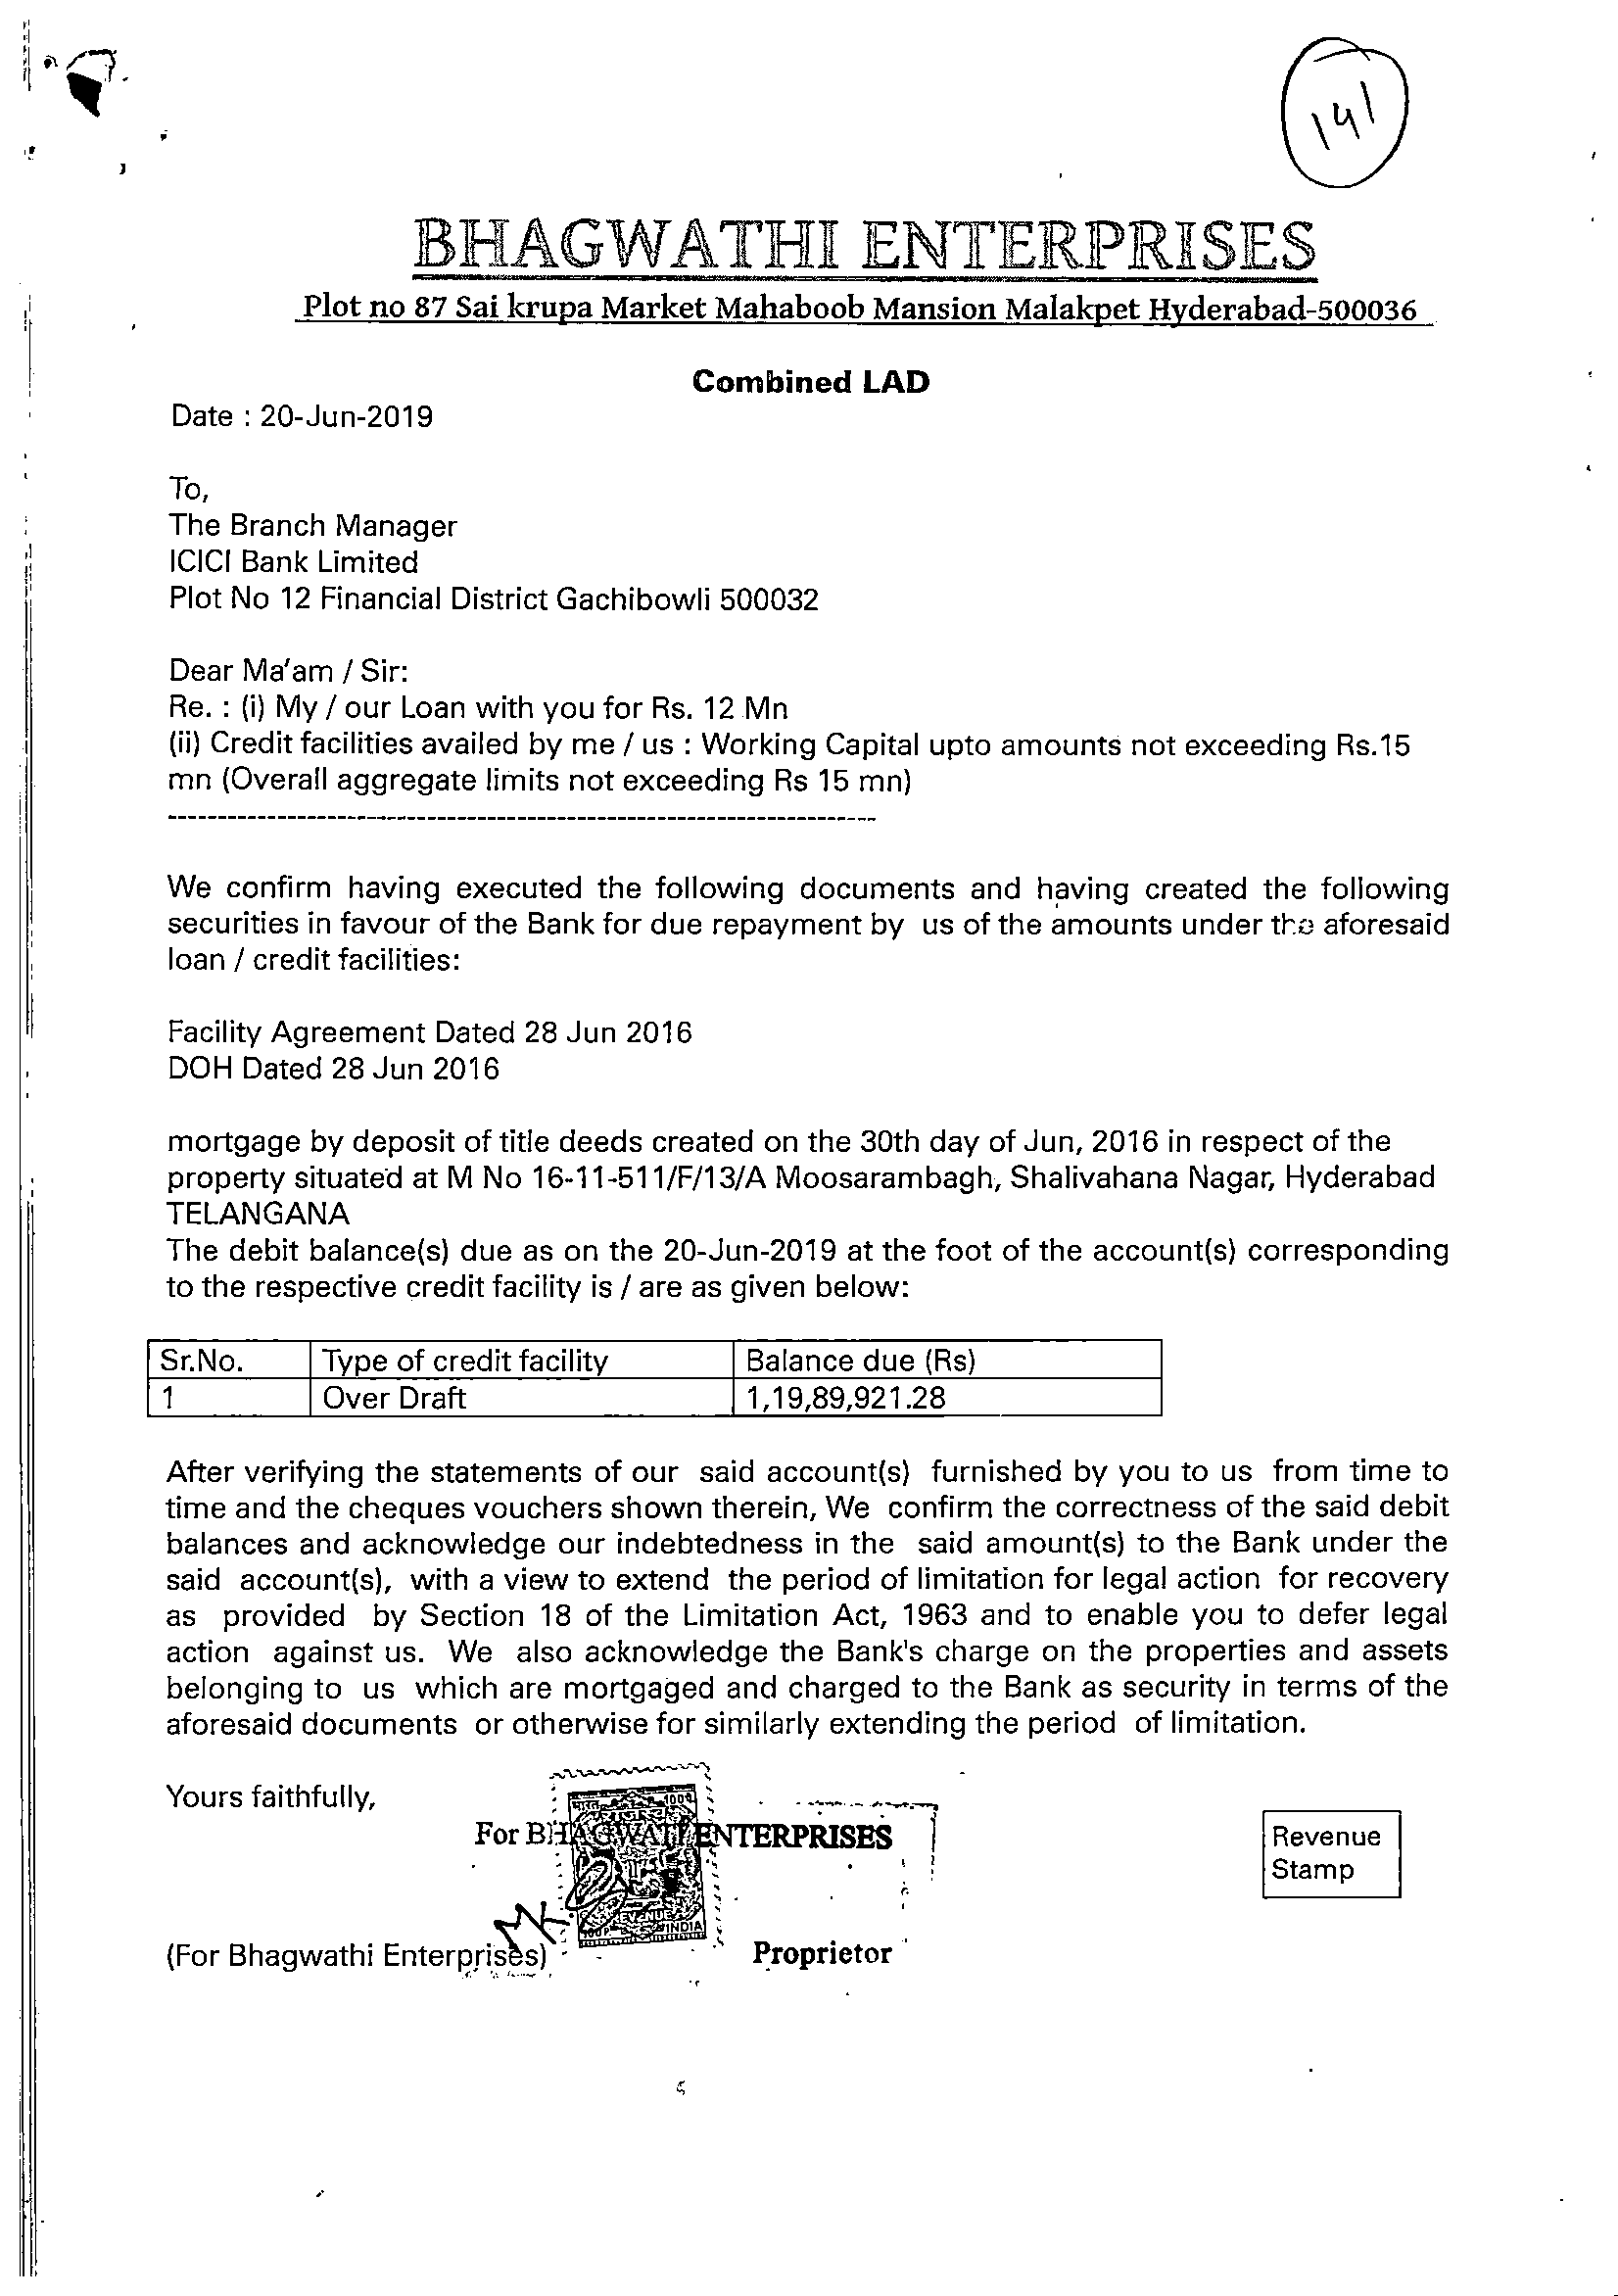 141
BHAGWATHI ENTERPRISES
Plot no 87 Sai krupa Market Mahaboob Mansion Malakpet Hyderabad-500036
Combined LAD
Date : 20-Jun-2019
To,
The Branch Manager
ICICI Bank Limited
Plot No 12 Financial District Gachibowli 500032
Dear Ma'am / Sir:
Re. : (i) My / our Loan with you for Rs. 12 Mn
(ii) Credit facilities availed by me / us : Working Capital upto amounts not exceeding Rs.15
mn (Overall aggregate limits not exceeding Rs 15 mn)
------------------------------------------------------------------------
We confirm having executed the following documents and having created the following
securities in favour of the Bank for due repayment by us of the amounts under the aforesaid
loan / credit facilities:
Facility Agreement Dated 28 Jun 2016
DOH Dated 28 Jun 2016
mortgage by deposit of title deeds created on the 30th day of Jun, 2016 in respect of the
property situated at M No 16-11-511/F/13/A Moosarambagh, Shalivahana Nagar, Hyderabad
TELANGANA
The debit balance(s) due as on the 20-Jun-2019 at the foot of the account(s) corresponding
to the respective credit facility is / are as given below:
Sr.No. Type of credit facility Balance due (Rs)
1 Over Draft 1,19,89,921.28
After verifying the statements of our said account(s) furnished by you to us from time to
time and the cheques vouchers shown therein, We confirm the correctness of the said debit
balances and acknowledge our indebtedness in the said amount(s) to the Bank under the
said account(s), with a view to extend the period of limitation for legal action for recovery
as provided by Section 18 of the Limitation Act, 1963 and to enable you to defer legal
action against us. We also acknowledge the Bank's charge on the properties and assets
belonging to us which are mortgaged and charged to the Bank as security in terms of the
aforesaid documents or otherwise for similarly extending the period of limitation.
Yours faithfully,
For ENTERPRISES
Revenue
Stamp
INDIA
(For Bhagwathi Enterprises)
Proprietor